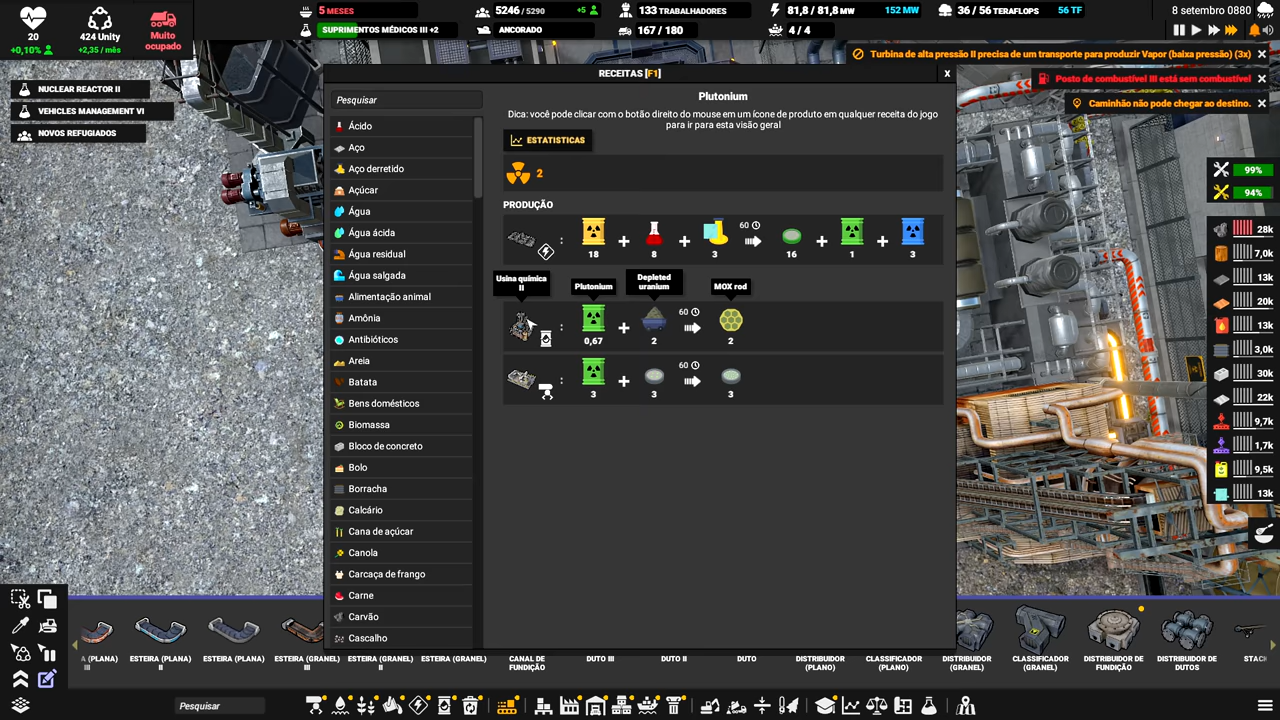 5 MESES
5246 / 5290
+5
133 TRABALHADORES
81,8 / 81,8 MW
152 MW
36 / 56 TERAFLOPS
56 TF
8 setembro 0880
20
424 Unity
Muito
ocupado
+0,10%
+2,35 / mês
SUPRIMENTOS MÉDICOS III +2
ANCORADO
167 / 180
4 / 4
Turbina de alta pressão II precisa de um transporte para produzir Vapor (baixa pressão) (3x)
X
Posto de combustível III está sem combustível
X
Caminhão não pode chegar ao destino.
X
NUCLEAR REACTOR II
VEHICLES MANAGEMENT VI
NOVOS REFUGIADOS
RECEITAS [F1]
X
Pesquisar
Ácido
Aço
Aço derretido
Açúcar
Água
Água ácida
Água residual
Água salgada
Alimentação animal
Amônia
Antibióticos
Areia
Batata
Bens domésticos
Biomassa
Bloco de concreto
Bolo
Borracha
Calcário
Cana de açúcar
Canola
Carcaça de frango
Carne
Carvão
Cascalho
Plutonium
Dica: você pode clicar com o botão direito do mouse em um ícone de produto em qualquer receita do jogo
para ir para esta visão geral
ESTATISTICAS
2
PRODUÇÃO
: 18 + 8 + 3 60 16 + 1 + 3
Usina química
II
Plutonium
Depleted
uranium
MOX rod
: 0,67 + 2 60 2
: 3 + 3 60 3
99%
94%
28k
7,0k
13k
20k
13k
3,0k
30k
22k
9,7k
1,7k
9,5k
13k
A (PLANA)
III
ESTEIRA (PLANA)
II
ESTEIRA (PLANA)
ESTEIRA (GRANEL)
III
ESTEIRA (GRANEL)
II
ESTEIRA (GRANEL)
CANAL DE
FUNDIÇÃO
DUTO III
DUTO II
DUTO
DISTRIBUIDOR
(PLANO)
CLASSIFICADOR
(PLANO)
DISTRIBUIDOR
(GRANEL)
CLASSIFICADOR
(GRANEL)
DISTRIBUIDOR
DE FUNDIÇÃO
DISTRIBUIDOR
DE DUTOS
STAC
Pesquisar